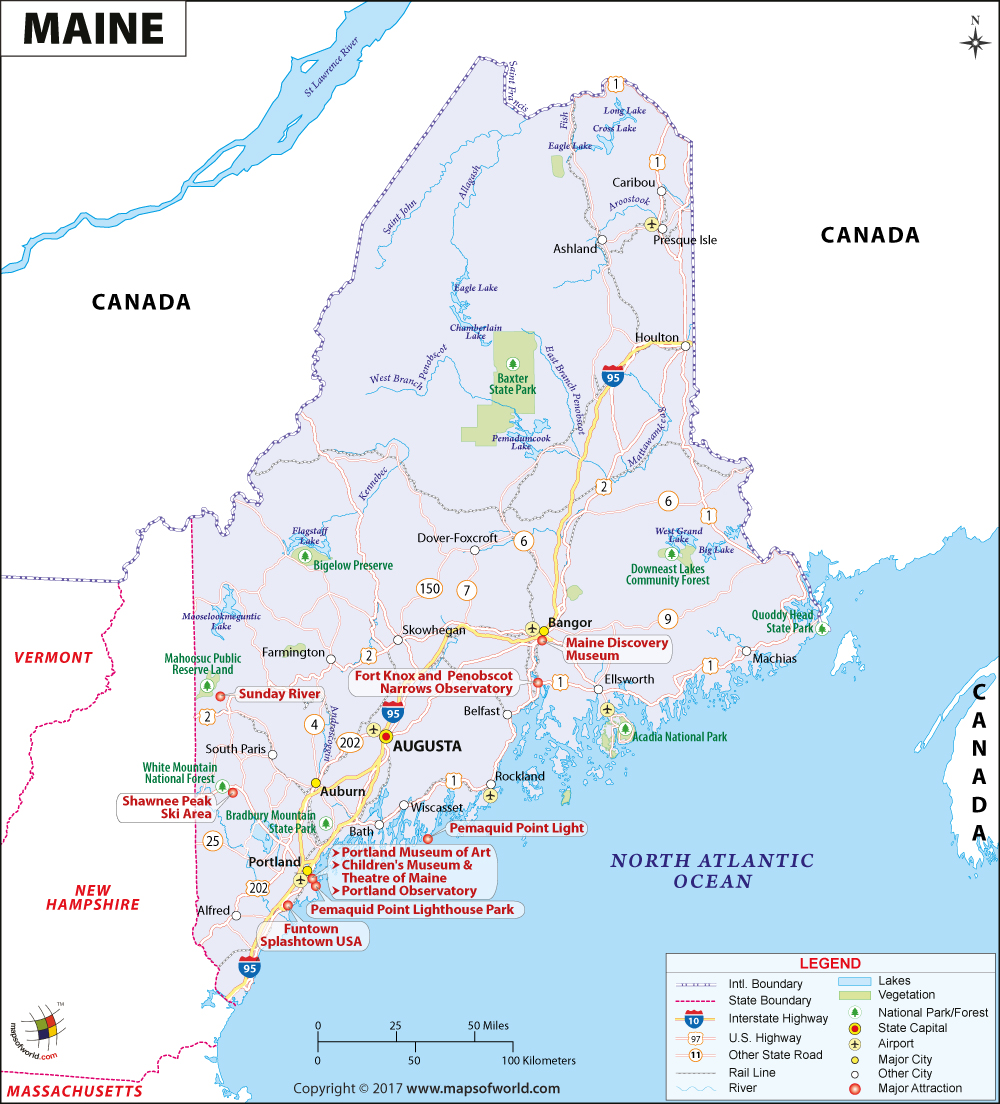 MAINE
N
St Lawrence River
Saint Francis
1
Long Lake
Fish
Cross Lake
Eagle Lake
1
Allagash
Caribou
Aroostook
Saint John
Presque Isle
Ashland
CANADA
CANADA
Eagle Lake
Chamberlain
Lake
Houlton
West Branch Penobscot
East Branch Penobscot
95
Baxter
State Park
Mattawamkeag
Pemadumcook
Lake
Kennebec
2
6
1
Flagstaff
Lake
Dover-Foxcroft
6
West Grand
Lake
Big Lake
Bigelow Preserve
Downeast Lakes
Community Forest
150
7
Mooselookmeguntic
Lake
Quoddy Head
State Park
9
Bangor
Skowhegan
Maine Discovery
Museum
VERMONT
Mahoosuc Public
Reserve Land
Farmington
2
Machias
1
Fort Knox and Penobscot
Narrows Observatory
1
Ellsworth
Sunday River
2
4
Androscoggin
95
Belfast
CANADA
202
AUGUSTA
Acadia National Park
South Paris
White Mountain
National Forest
Auburn
1
Rockland
Shawnee Peak
Ski Area
Wiscasset
Bradbury Mountain
State Park
Bath
Pemaquid Point Light
25
Portland
Portland Museum of Art
Children's Museum &
Theatre of Maine
Portland Observatory
NORTH ATLANTIC
OCEAN
202
NEW
HAMPSHIRE
Alfred
Pemaquid Point Lighthouse Park
Funtown
Splashtown USA
95
LEGEND
Intl. Boundary
State Boundary
10
Interstate Highway
97
U.S. Highway
11
Other State Road
Rail Line
River
Lakes
Vegetation
National Park/Forest
State Capital
Airport
Major City
Other City
Major Attraction
TM
mapsofworld.com
0 25 50 Miles
0 50 100 Kilometers
MASSACHUSETTS
Copyright © 2017 www.mapsofworld.com